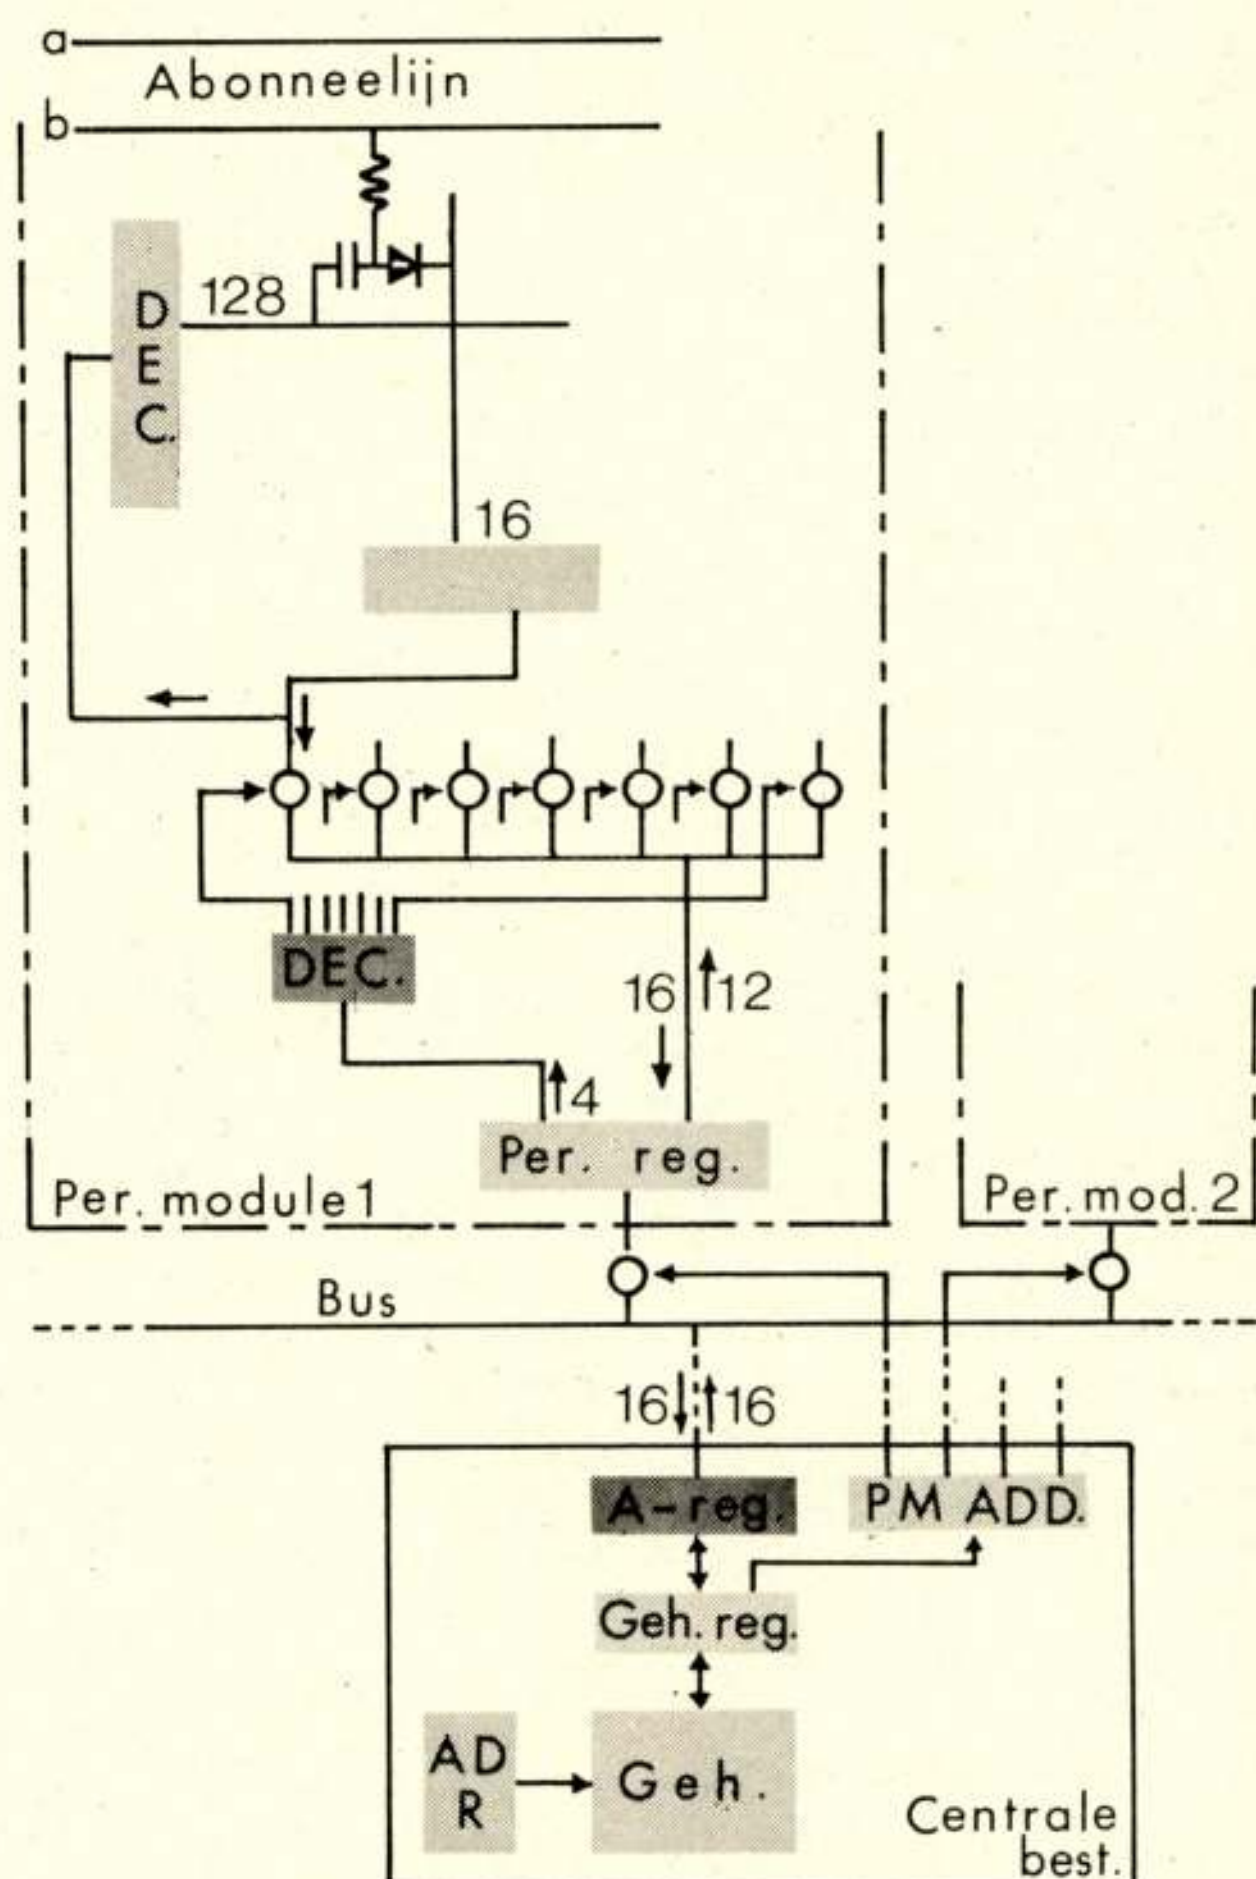 a
Abonneelijn
b
128
D
E
C.
16
DEC.
16 12
4
Per. reg.
Per. module 1
Per. mod. 2
Bus
16 16
A-reg.
PM ADD.
Geh. reg.
AD
R
Geh.
Centrale
best.